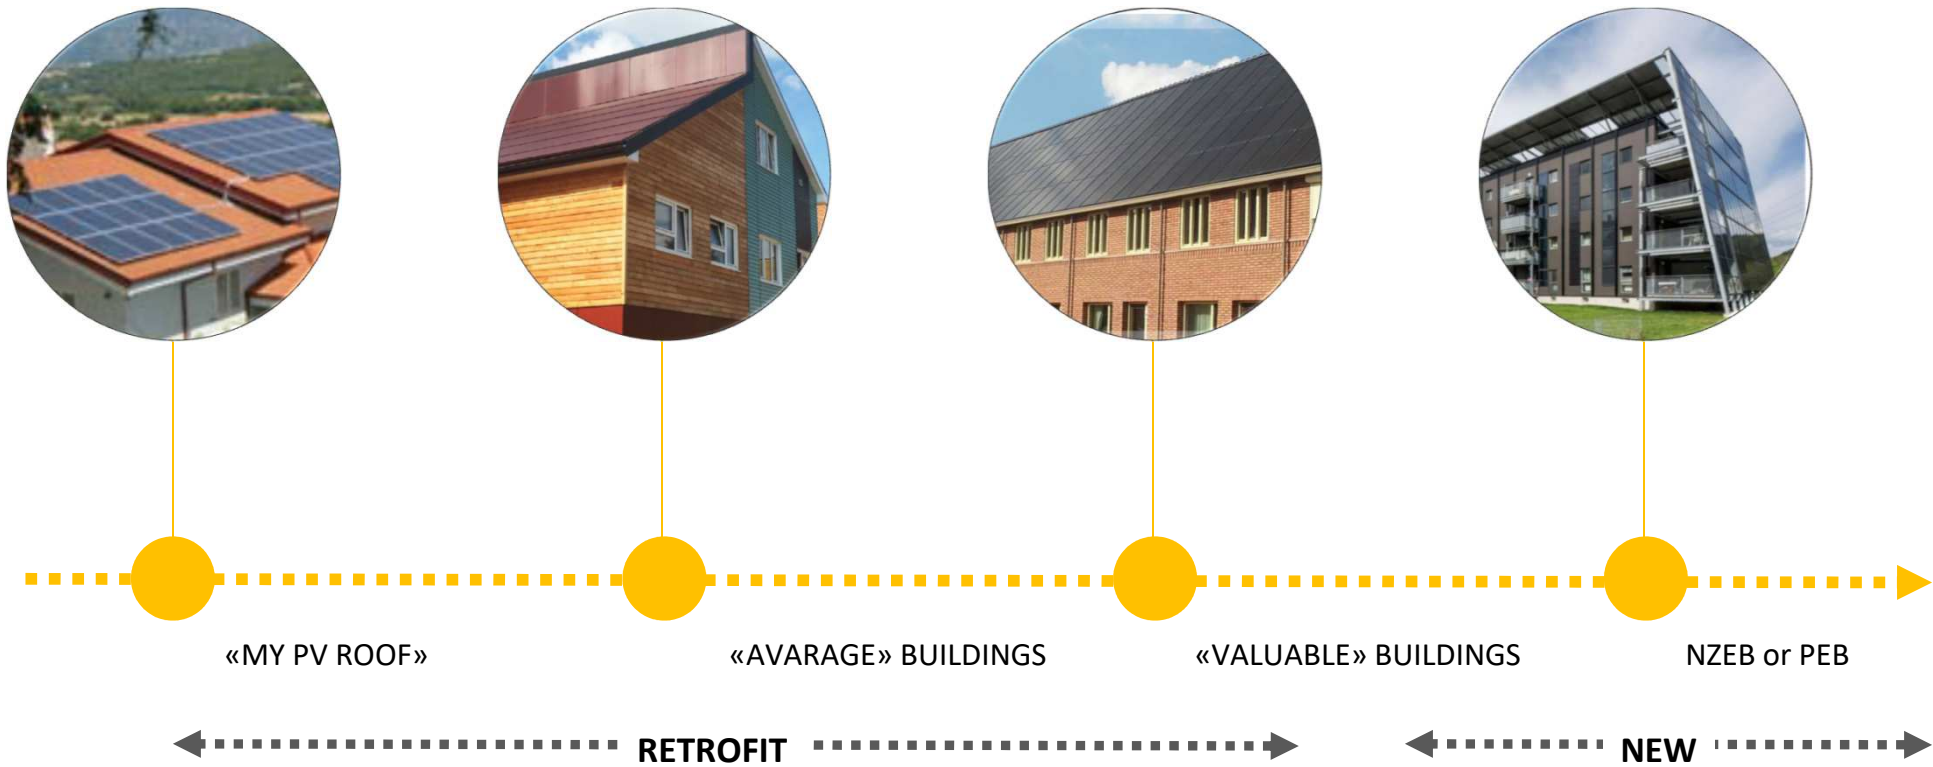 «MY PV ROOF»
«AVARAGE» BUILDINGS
«VALUABLE» BUILDINGS
NZEB or PEB
RETROFIT
NEW